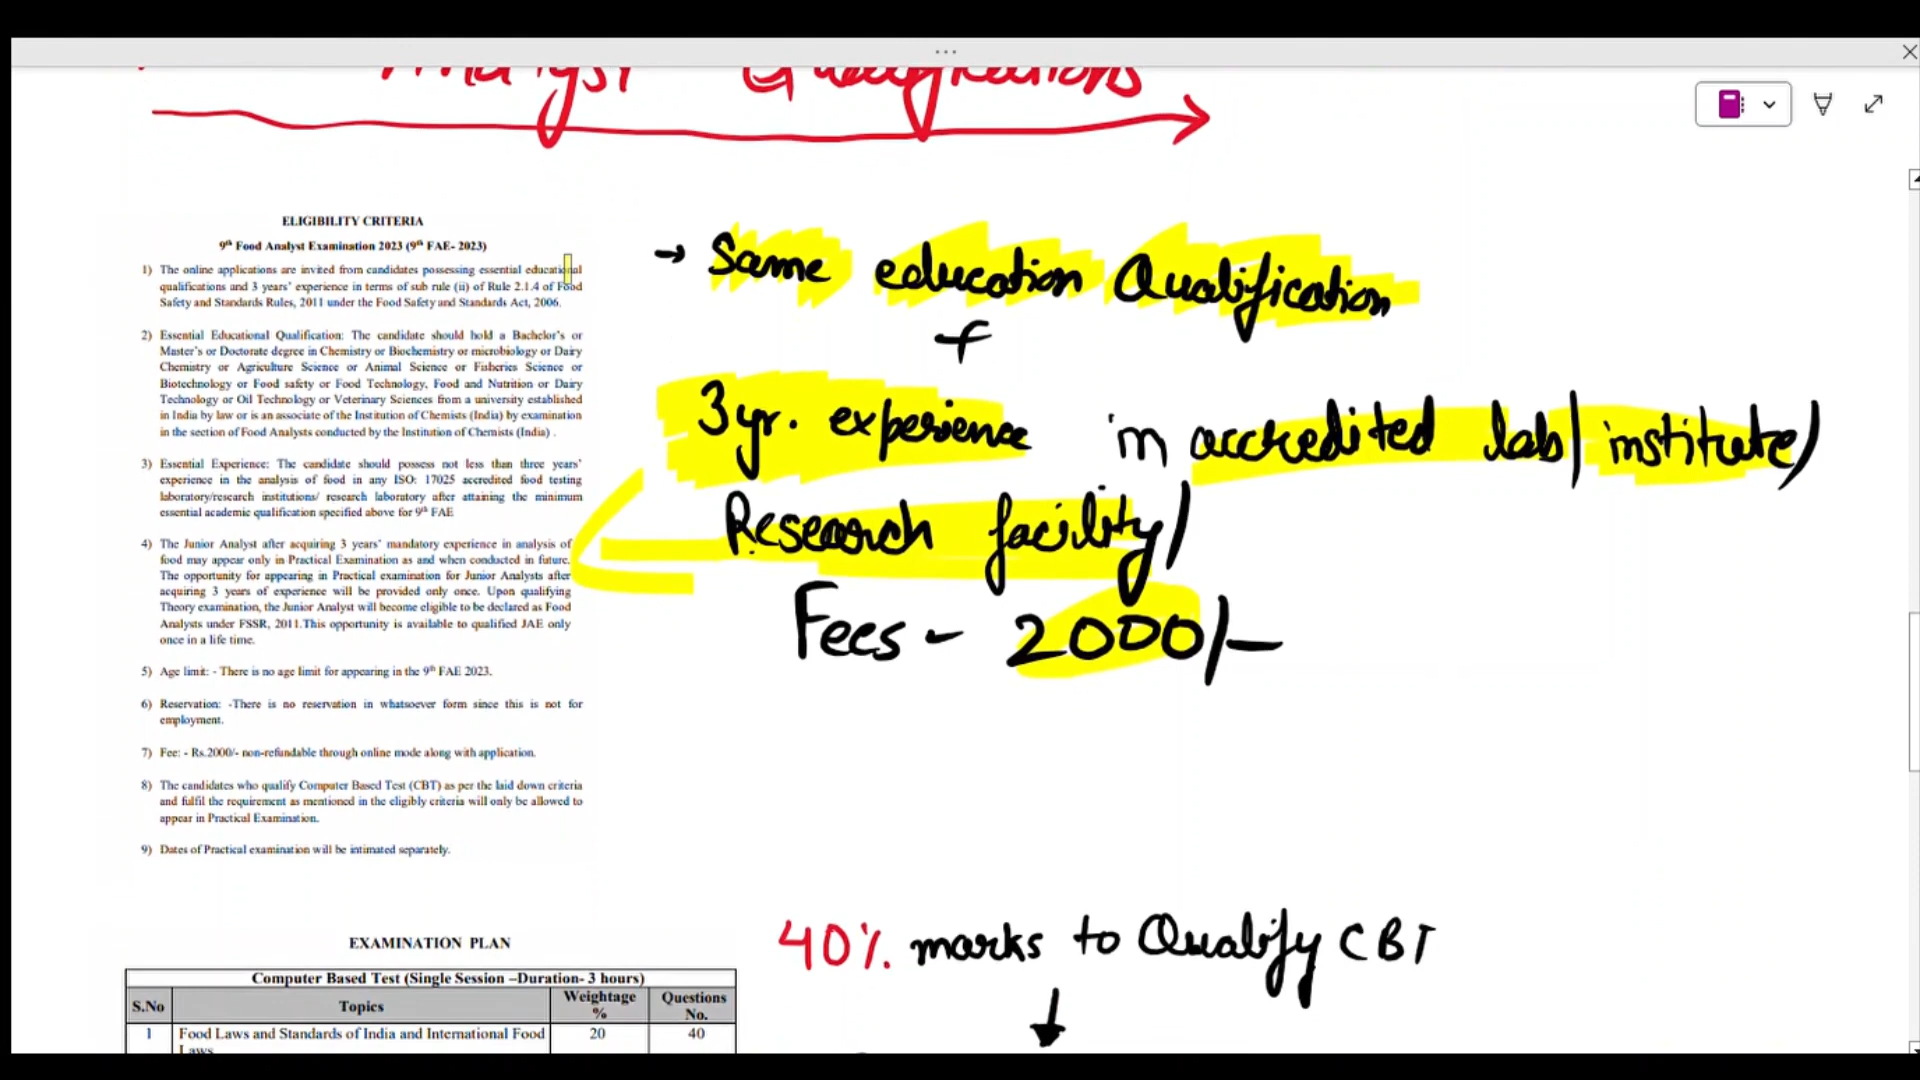 Analyst Qualifications
ELIGIBILITY CRITERIA
9th Food Analyst Examination 2023 (9th FAE- 2023)
1) The online applications are invited from candidates possessing essential educational
qualifications and 3 years' experience in terms of sub rule (ii) of Rule 2.1.4 of Food
Safety and Standards Rules, 2011 under the Food Safety and Standards Act, 2006.
2) Essential Educational Qualification: The candidate should hold a Bachelor's or
Master's or Doctorate degree in Chemistry or Biochemistry or microbiology or Dairy
Chemistry or Agriculture Science or Animal Science or Fisheries Science or
Biotechnology or Food safety or Food Technology, Food and Nutrition or Dairy
Technology or Oil Technology or Veterinary Sciences from a university established
in India by law or is an associate of the Institution of Chemists (India) by examination
in the section of Food Analysts conducted by the Institution of Chemists (India) .
3) Essential Experience: The candidate should possess not less than three years'
experience in the analysis of food in any ISO: 17025 accredited food testing
laboratory/research institutions/ research laboratory after attaining the minimum
essential academic qualification specified above for 9th FAE
4) The Junior Analyst after acquiring 3 years' mandatory experience in analysis of
food may appear only in Practical Examination as and when conducted in future.
The opportunity for appearing in Practical examination for Junior Analysts after
acquiring 3 years of experience will be provided only once. Upon qualifying
Theory examination, the Junior Analyst will become eligible to be declared as Food
Analysts under FSSR, 2011.This opportunity is available to qualified JAE only
once in a life time.
5) Age limit: - There is no age limit for appearing in the 9th FAE 2023.
6) Reservation: -There is no reservation in whatsoever form since this is not for
employment.
7) Fee: - Rs.2000/- non-refundable through online mode along with application.
8) The candidates who qualify Computer Based Test (CBT) as per the laid down criteria
and fulfil the requirement as mentioned in the eligibly criteria will only be allowed to
appear in Practical Examination.
9) Dates of Practical examination will be intimated separately.
→ Same education Qualification
+
3yr. experience in accredited lab/institute/
Research facility/
Fees - 2000/-
EXAMINATION PLAN
Computer Based Test (Single Session –Duration- 3 hours)
S.No Topics Weightage % Questions No.
1 Food Laws and Standards of India and International Food 20 40
Laws
40% marks to Qualify CBT